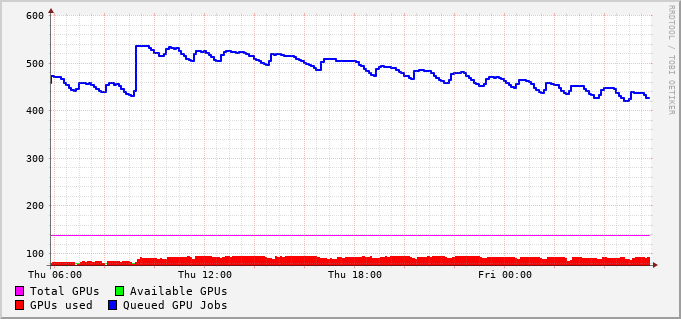 600
500
400
300
200
100
Thu 06:00 Thu 12:00 Thu 18:00 Fri 00:00
Total GPUs Available GPUs
GPUs used Queued GPU Jobs
RRDTOOL / TOBI OETIKER